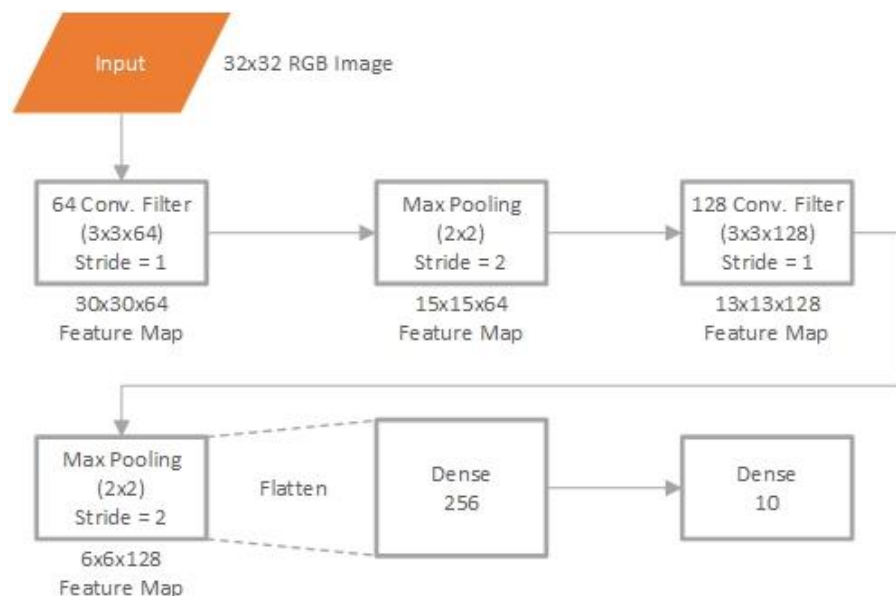 Input
32x32 RGB Image
64 Conv. Filter
(3x3x64)
Stride = 1
30x30x64
Feature Map
Max Pooling
(2x2)
Stride = 2
15x15x64
Feature Map
128 Conv. Filter
(3x3x128)
Stride = 1
13x13x128
Feature Map
Max Pooling
(2x2)
Stride = 2
6x6x128
Feature Map
Flatten
Dense
256
Dense
10